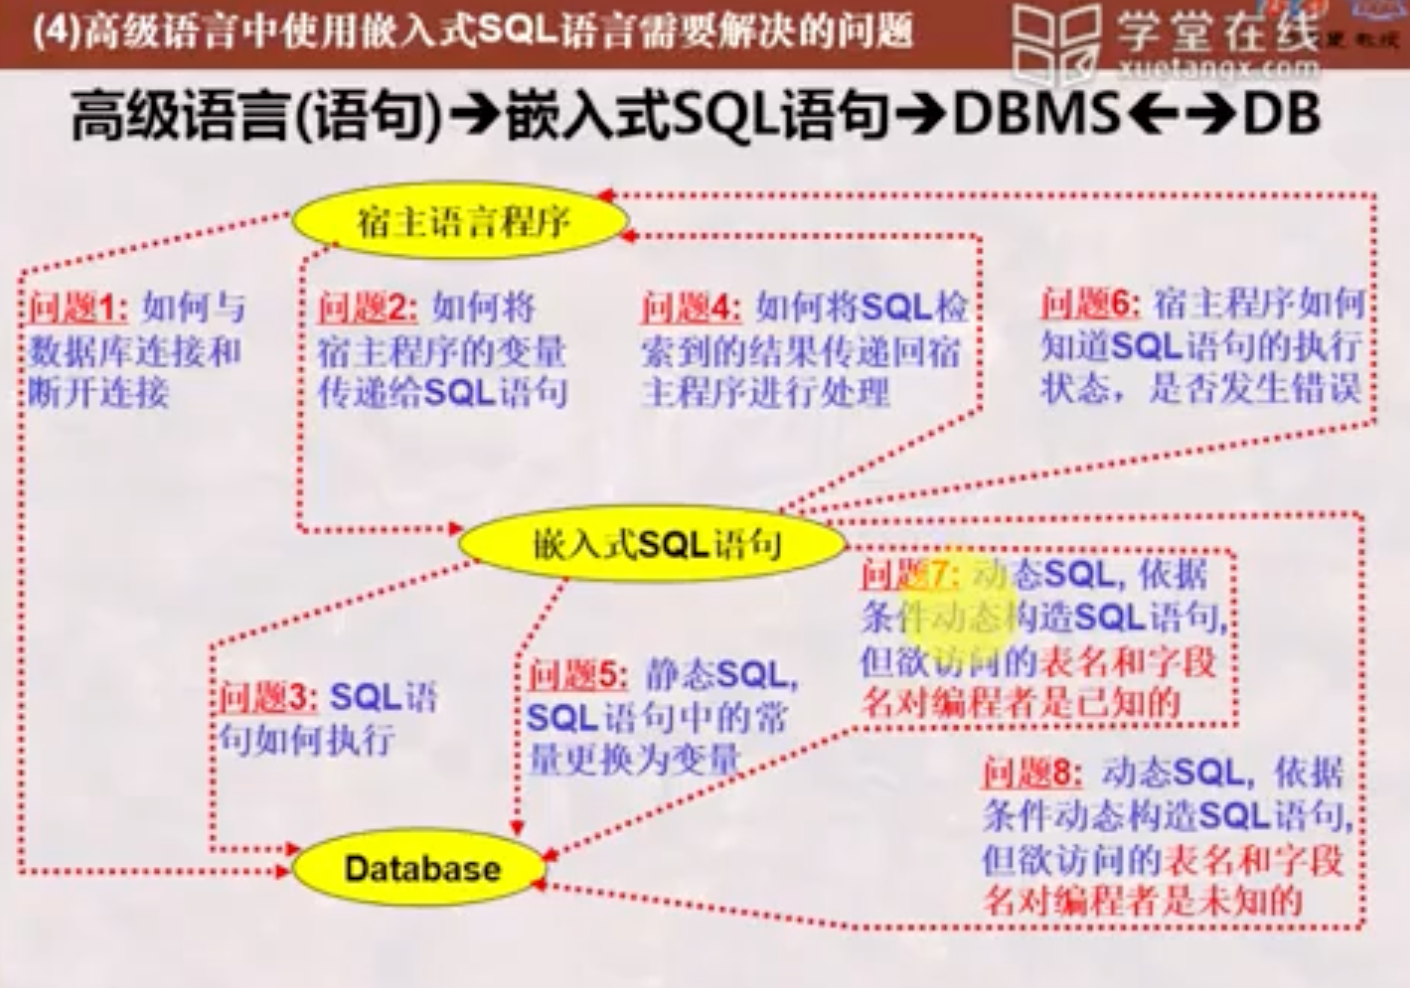 (4)高级语言中使用嵌入式SQL语言需要解决的问题
学堂在线
教授
xuetangx.com
高级语言(语句)→嵌入式SQL语句→DBMS←→DB
宿主语言程序
问题1: 如何与
数据库连接和
断开连接
问题2: 如何将
宿主程序的变量
传递给SQL语句
问题4: 如何将SQL检
索到的结果传递回宿
主程序进行处理
问题6: 宿主程序如何
知道SQL语句的执行
状态，是否发生错误
嵌入式SQL语句
问题3: SQL语
句如何执行
问题5: 静态SQL,
SQL语句中的常
量更换为变量
问题7: 动态SQL, 依据
条件动态构造SQL语句,
但欲访问的表名和字段
名对编程者是已知的
问题8: 动态SQL, 依据
条件动态构造SQL语句,
但欲访问的表名和字段
名对编程者是未知的
Database